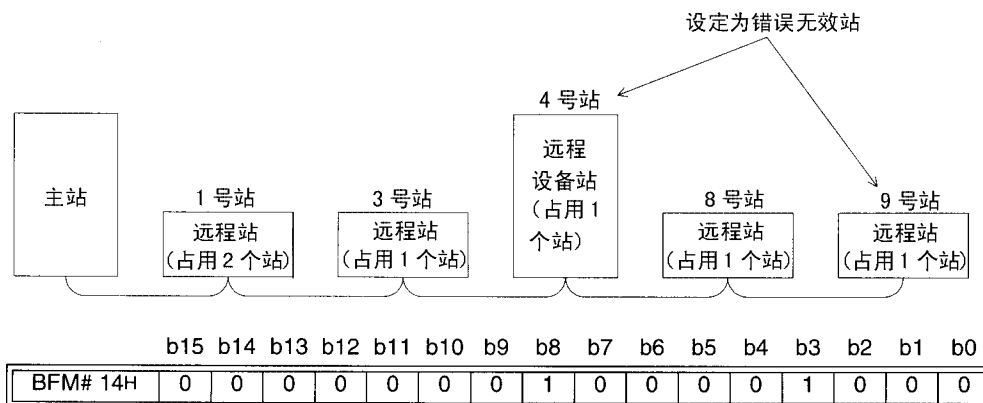 设定为错误无效站
4 号站
远程
设备站
(占用 1
个站)
主站
1 号站
远程站
(占用 2 个站)
3 号站
远程站
(占用 1 个站)
8 号站
远程站
(占用 1 个站)
9 号站
远程站
(占用 1 个站)
b15 b14 b13 b12 b11 b10 b9 b8 b7 b6 b5 b4 b3 b2 b1 b0
BFM# 14H 0 0 0 0 0 0 0 1 0 0 0 0 1 0 0 0